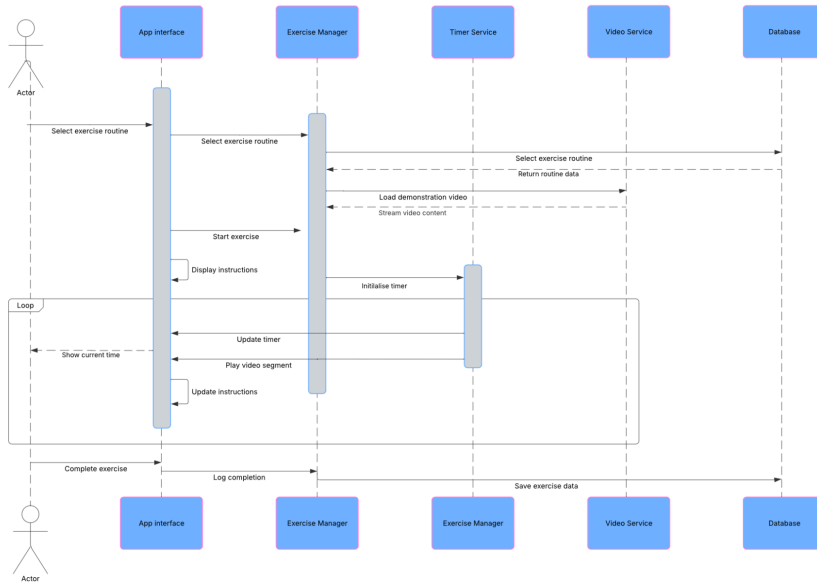 App interface
Exercise Manager
Timer Service
Video Service
Database
Actor
Select exercise routine
Select exercise routine
Select exercise routine
Return routine data
Load demonstration video
Stream video content
Start exercise
Display instructions
Initilalise timer
Loop
Update timer
Show current time
Play video segment
Update instructions
Complete exercise
Log completion
Save exercise data
App interface
Exercise Manager
Exercise Manager
Video Service
Database
Actor